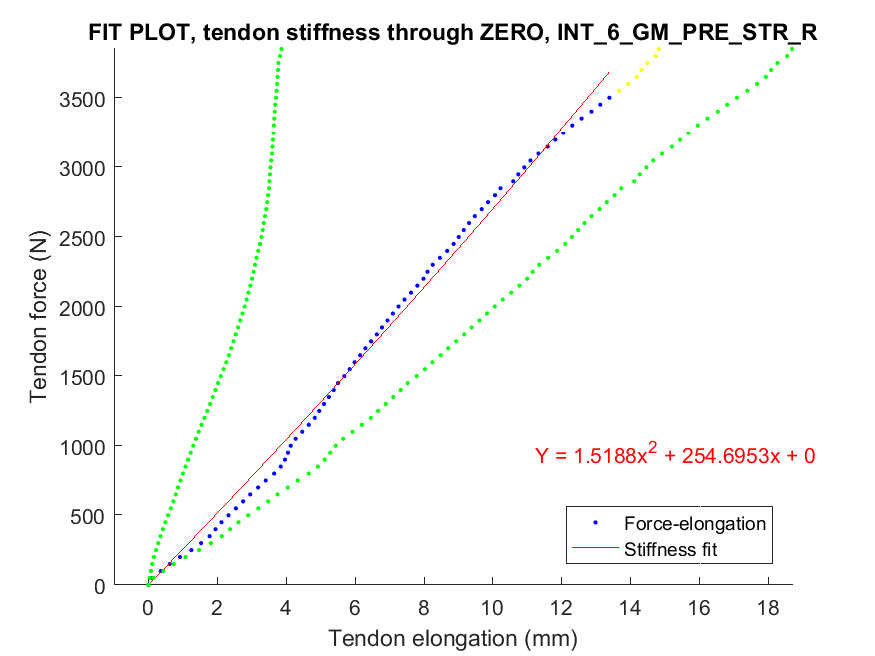 FIT PLOT, tendon stiffness through ZERO, INT_6_GM_PRE_STR_R
3500
3000
2500
2000
1500
1000
500
0
Tendon force (N)
Y = 1.5188x² + 254.6953x + 0
Force-elongation
Stiffness fit
0 2 4 6 8 10 12 14 16 18
Tendon elongation (mm)